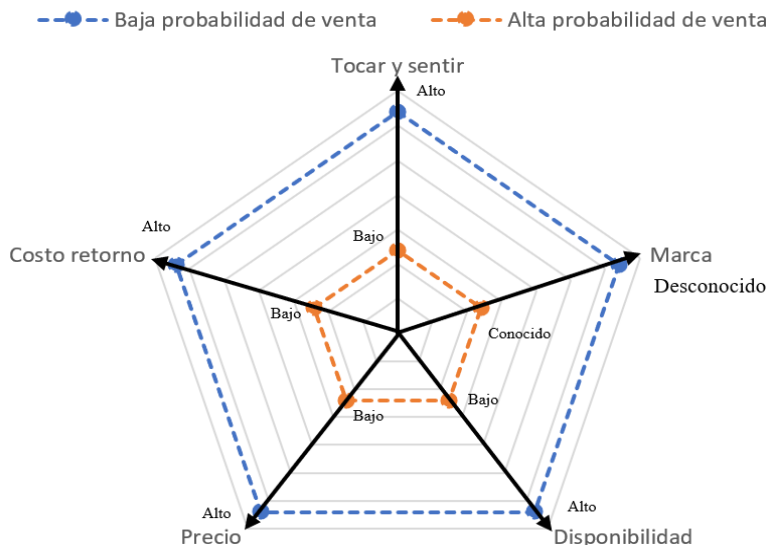 Baja probabilidad de venta
Alta probabilidad de venta
Tocar y sentir
Alto
Alto
Bajo
Costo retorno
Marca
Desconocido
Bajo
Conocido
Bajo
Bajo
Alto
Alto
Precio
Disponibilidad